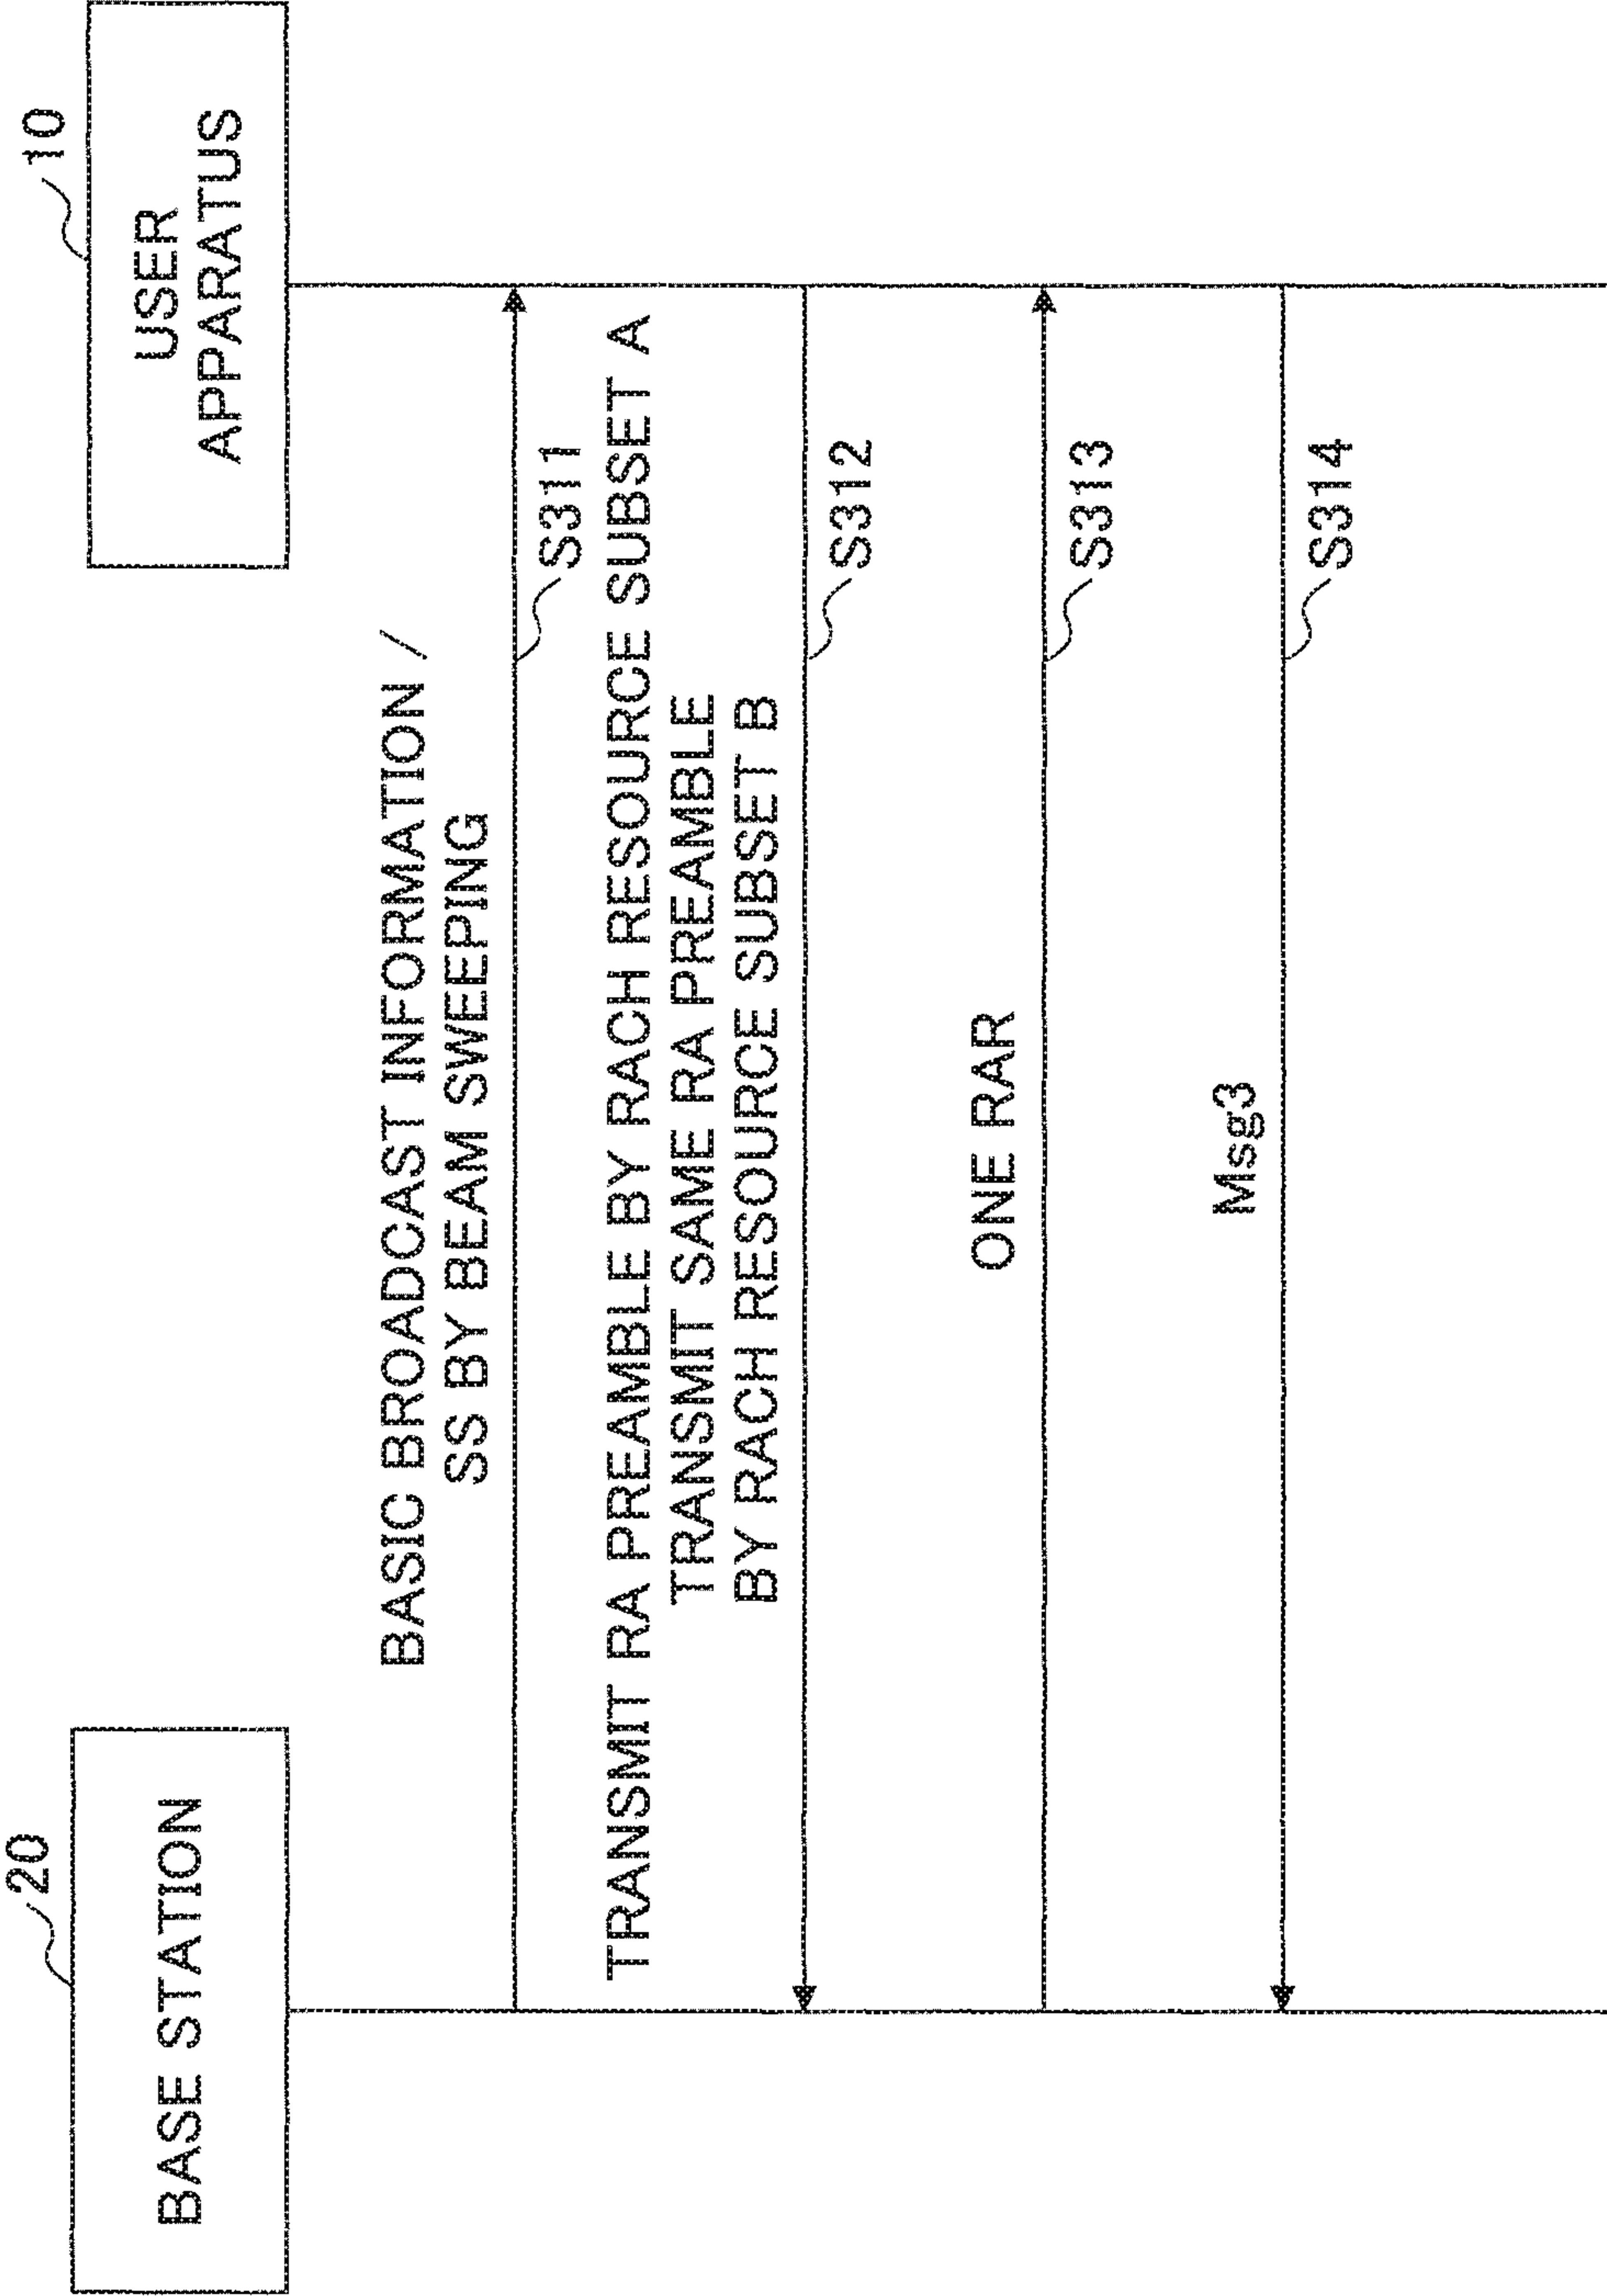 20
BASE STATION
10
USER
APPARATUS
BASIC BROADCAST INFORMATION /
SS BY BEAM SWEEPING
S311
TRANSMIT RA PREAMBLE BY RACH RESOURCE SUBSET A
TRANSMIT SAME RA PREAMBLE
BY RACH RESOURCE SUBSET B
S312
ONE RAR
S313
Msg3
S314